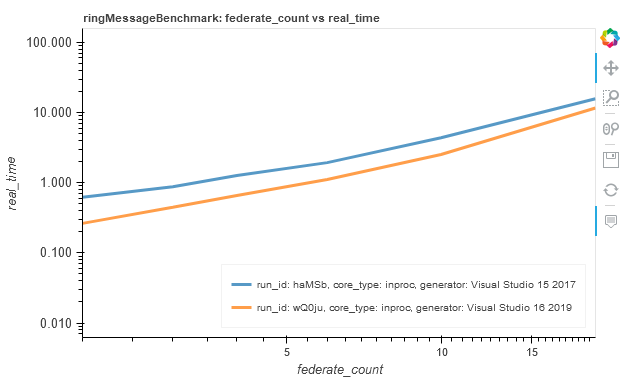 ringMessageBenchmark: federate_count vs real_time
100.000
10.000
1.000
0.100
0.010
real_time
run_id: haMSb, core_type: inproc, generator: Visual Studio 15 2017
run_id: wQ0ju, core_type: inproc, generator: Visual Studio 16 2019
5
10
15
federate_count